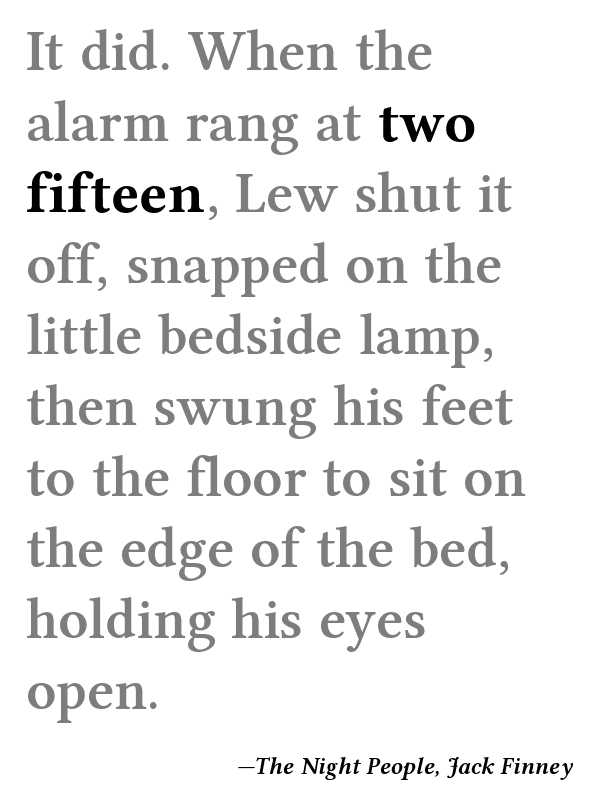 It did. When the
alarm rang at two
fifteen, Lew shut it
off, snapped on the
little bedside lamp,
then swung his feet
to the floor to sit on
the edge of the bed,
holding his eyes
open.
—The Night People, Jack Finney